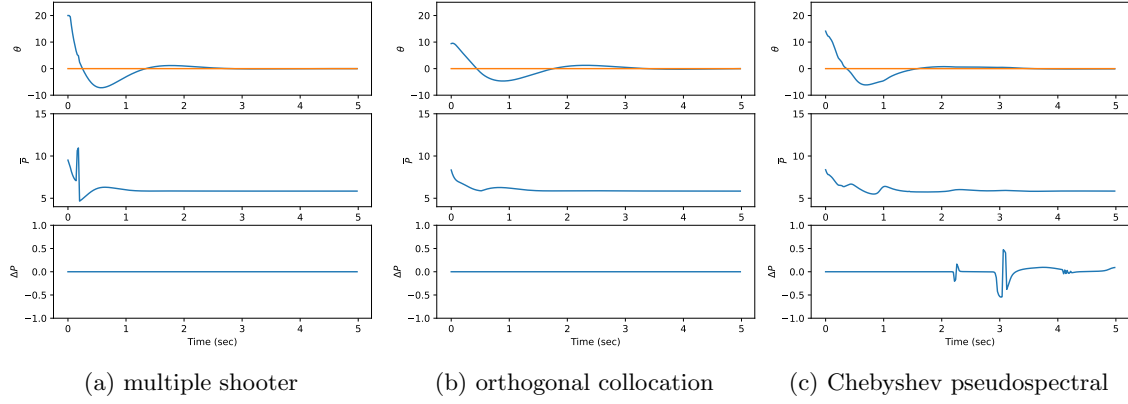 20
10
0
−10
θ
0 1 2 3 4 5
15
10
5
P̅
0 1 2 3 4 5
1.0
0.5
0.0
−0.5
−1.0
ΔP
0 1 2 3 4 5
Time (sec)
(a) multiple shooter
20
10
0
−10
θ
0 1 2 3 4 5
15
10
5
P̅
0 1 2 3 4 5
1.0
0.5
0.0
−0.5
−1.0
ΔP
0 1 2 3 4 5
Time (sec)
(b) orthogonal collocation
20
10
0
−10
θ
0 1 2 3 4 5
15
10
5
P̅
0 1 2 3 4 5
1.0
0.5
0.0
−0.5
−1.0
ΔP
0 1 2 3 4 5
Time (sec)
(c) Chebyshev pseudospectral